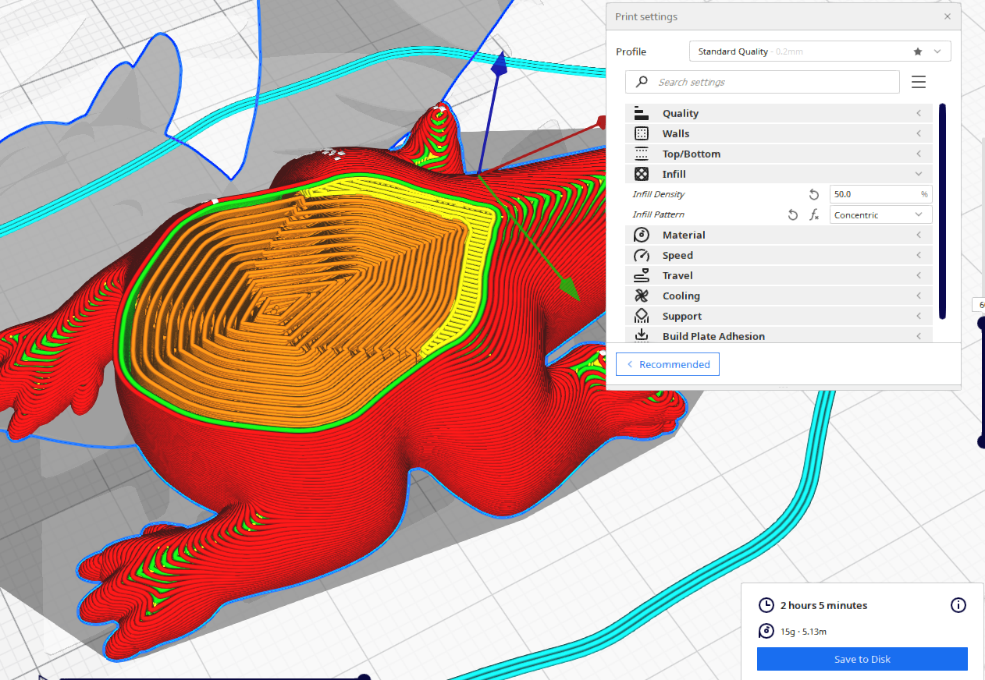 Print settings
Profile Standard Quality - 0.2mm
Search settings
Quality
Walls
Top/Bottom
Infill
Infill Density 50.0 %
Infill Pattern Concentric
Material
Speed
Travel
Cooling
Support
Build Plate Adhesion
Recommended
2 hours 5 minutes
15g · 5.13m
Save to Disk